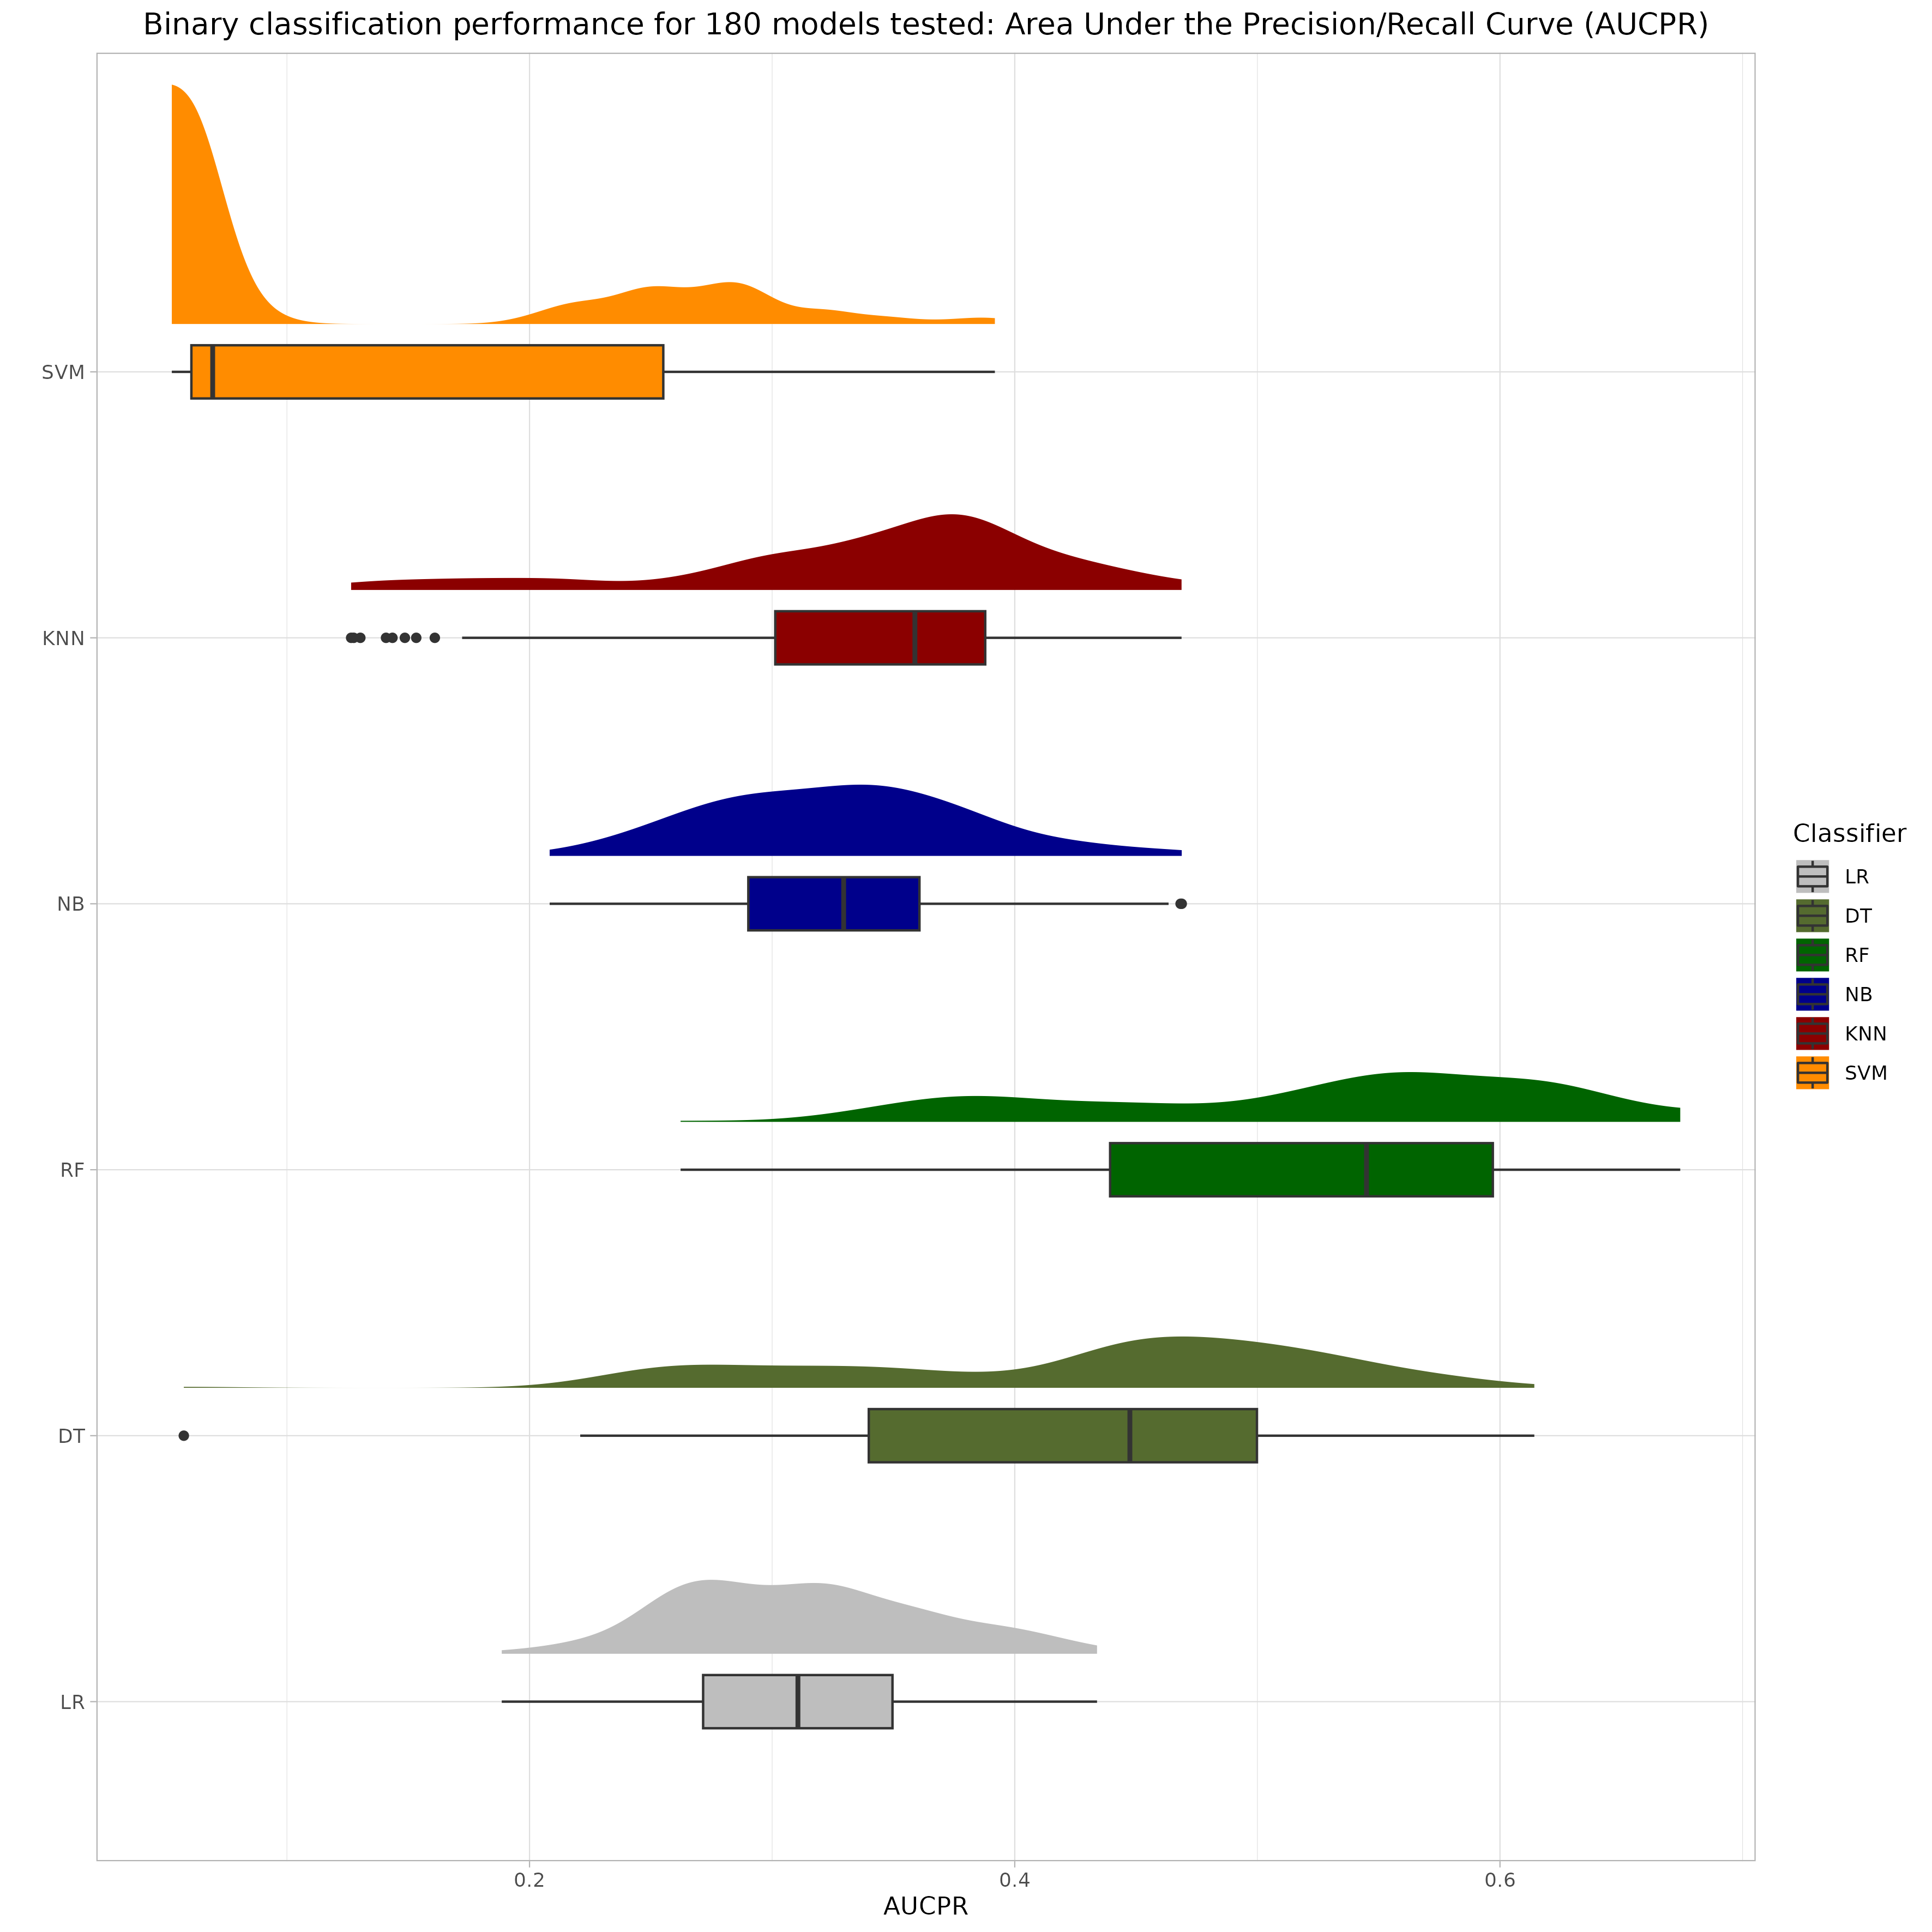 Binary classification performance for 180 models tested: Area Under the Precision/Recall Curve (AUCPR)
SVM
KNN
NB
RF
DT
LR
0.2 0.4 0.6
AUCPR
Classifier
LR
DT
RF
NB
KNN
SVM